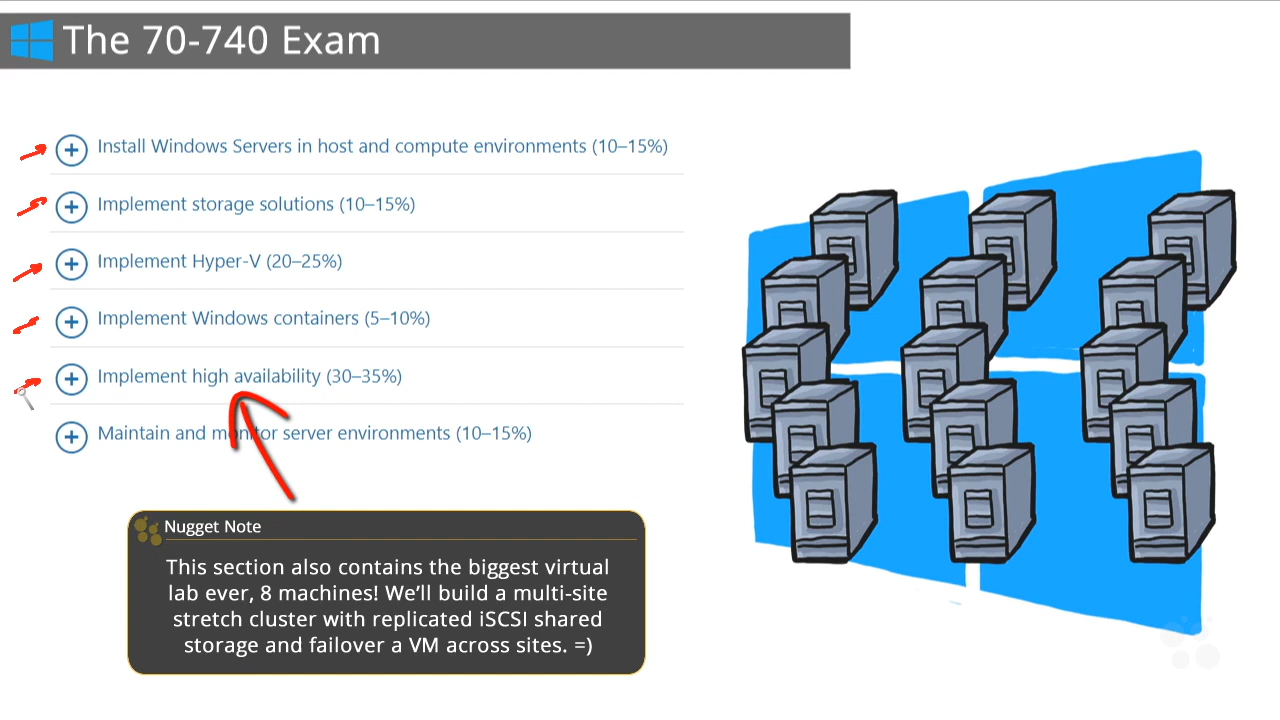 The 70-740 Exam
Install Windows Servers in host and compute environments (10–15%)
Implement storage solutions (10–15%)
Implement Hyper-V (20–25%)
Implement Windows containers (5–10%)
Implement high availability (30–35%)
Maintain and monitor server environments (10–15%)
Nugget Note
This section also contains the biggest virtual
lab ever, 8 machines! We'll build a multi-site
stretch cluster with replicated iSCSI shared
storage and failover a VM across sites. =)